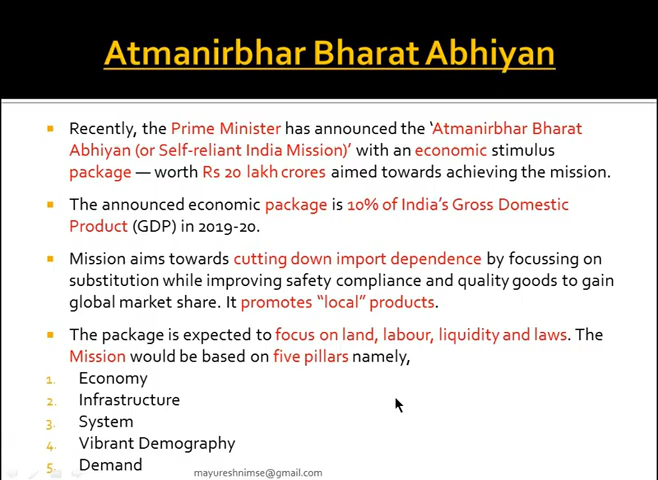 Atmanirbhar Bharat Abhiyan
Recently, the Prime Minister has announced the ‘Atmanirbhar Bharat
Abhiyan (or Self-reliant India Mission)’ with an economic stimulus
package — worth Rs 20 lakh crores aimed towards achieving the mission.
The announced economic package is 10% of India’s Gross Domestic
Product (GDP) in 2019-20.
Mission aims towards cutting down import dependence by focussing on
substitution while improving safety compliance and quality goods to gain
global market share. It promotes “local” products.
The package is expected to focus on land, labour, liquidity and laws. The
Mission would be based on five pillars namely,
1. Economy
2. Infrastructure
3. System
4. Vibrant Demography
5. Demand
mayureshnimse@gmail.com